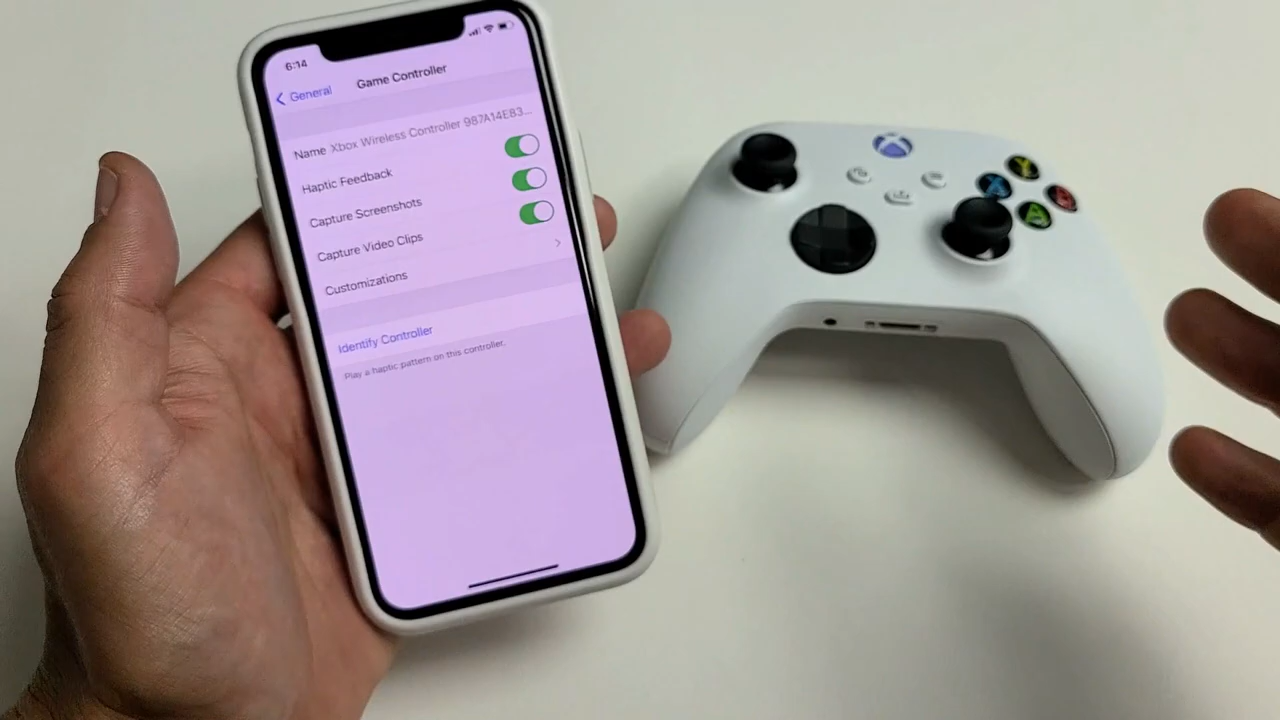 6:14
General
Game Controller
Name Xbox Wireless Controller 987A14E83...
Haptic Feedback
Capture Screenshots
Capture Video Clips
Customizations
Identify Controller
Play a haptic pattern on this controller.
Y
X
B
A